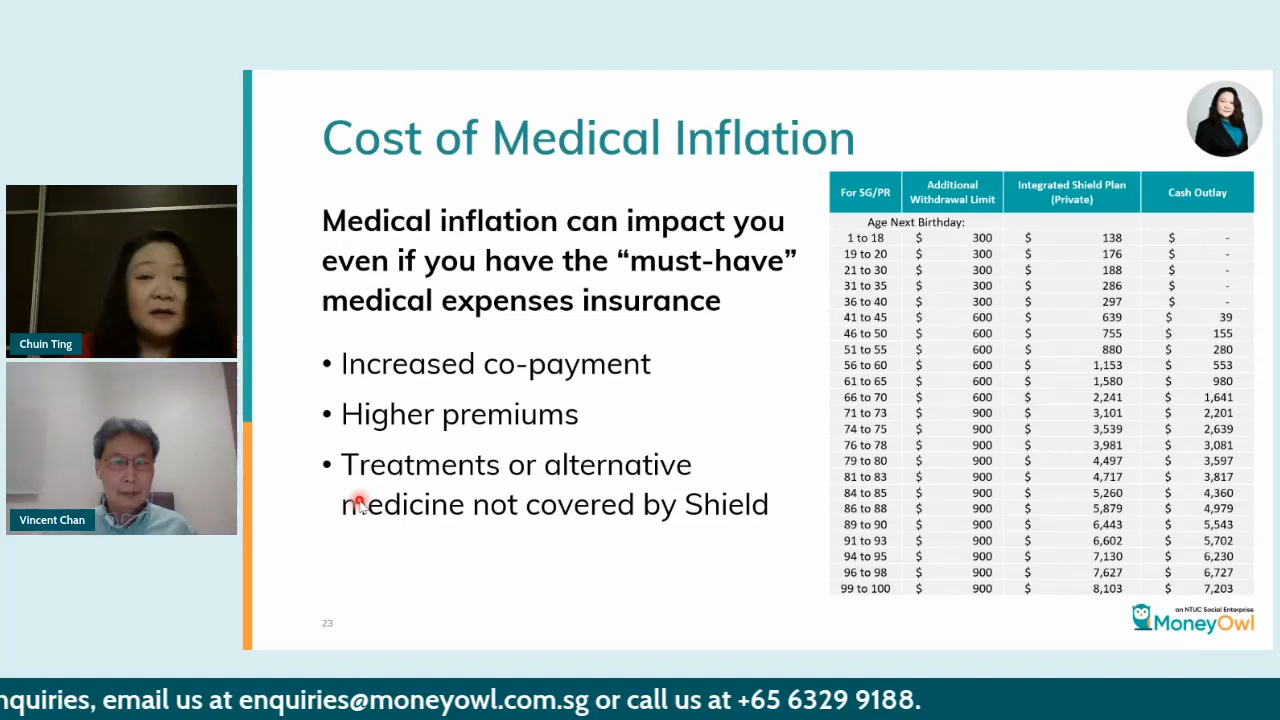 Cost of Medical Inflation
Medical inflation can impact you
even if you have the “must-have”
medical expenses insurance
• Increased co-payment
• Higher premiums
• Treatments or alternative
medicine not covered by Shield
23
For SG/PR Additional Withdrawal Limit Integrated Shield Plan (Private) Cash Outlay
Age Next Birthday:
1 to 18 $ 300 $ 138 $ -
19 to 20 $ 300 $ 176 $ -
21 to 30 $ 300 $ 188 $ -
31 to 35 $ 300 $ 286 $ -
36 to 40 $ 300 $ 297 $ -
41 to 45 $ 600 $ 639 $ 39
46 to 50 $ 600 $ 755 $ 155
51 to 55 $ 600 $ 880 $ 280
56 to 60 $ 600 $ 1,153 $ 553
61 to 65 $ 600 $ 1,580 $ 980
66 to 70 $ 600 $ 2,241 $ 1,641
71 to 73 $ 900 $ 3,101 $ 2,201
74 to 75 $ 900 $ 3,539 $ 2,639
76 to 78 $ 900 $ 3,981 $ 3,081
79 to 80 $ 900 $ 4,497 $ 3,597
81 to 83 $ 900 $ 4,717 $ 3,817
84 to 85 $ 900 $ 5,260 $ 4,360
86 to 88 $ 900 $ 5,879 $ 4,979
89 to 90 $ 900 $ 6,443 $ 5,543
91 to 93 $ 900 $ 6,602 $ 5,702
94 to 95 $ 900 $ 7,130 $ 6,230
96 to 98 $ 900 $ 7,627 $ 6,727
99 to 100 $ 900 $ 8,103 $ 7,203
an NTUC Social Enterprise
MoneyOwl
Chuin Ting
Vincent Chan
nquiries, email us at enquiries@moneyowl.com.sg or call us at +65 6329 9188.